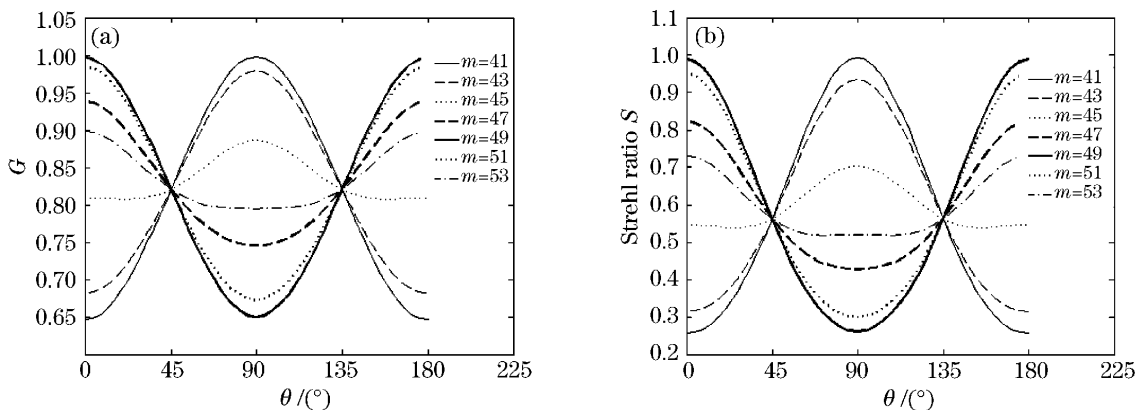 (a)
1.05
1.00
0.95
0.90
0.85
0.80
0.75
0.70
0.65
G
m=41
m=43
m=45
m=47
m=49
m=51
m=53
0 45 90 135 180 225
θ /(°)
(b)
1.1
1.0
0.9
0.8
0.7
0.6
0.5
0.4
0.3
0.2
Strehl ratio S
m=41
m=43
m=45
m=47
m=49
m=51
m=53
0 45 90 135 180 225
θ /(°)